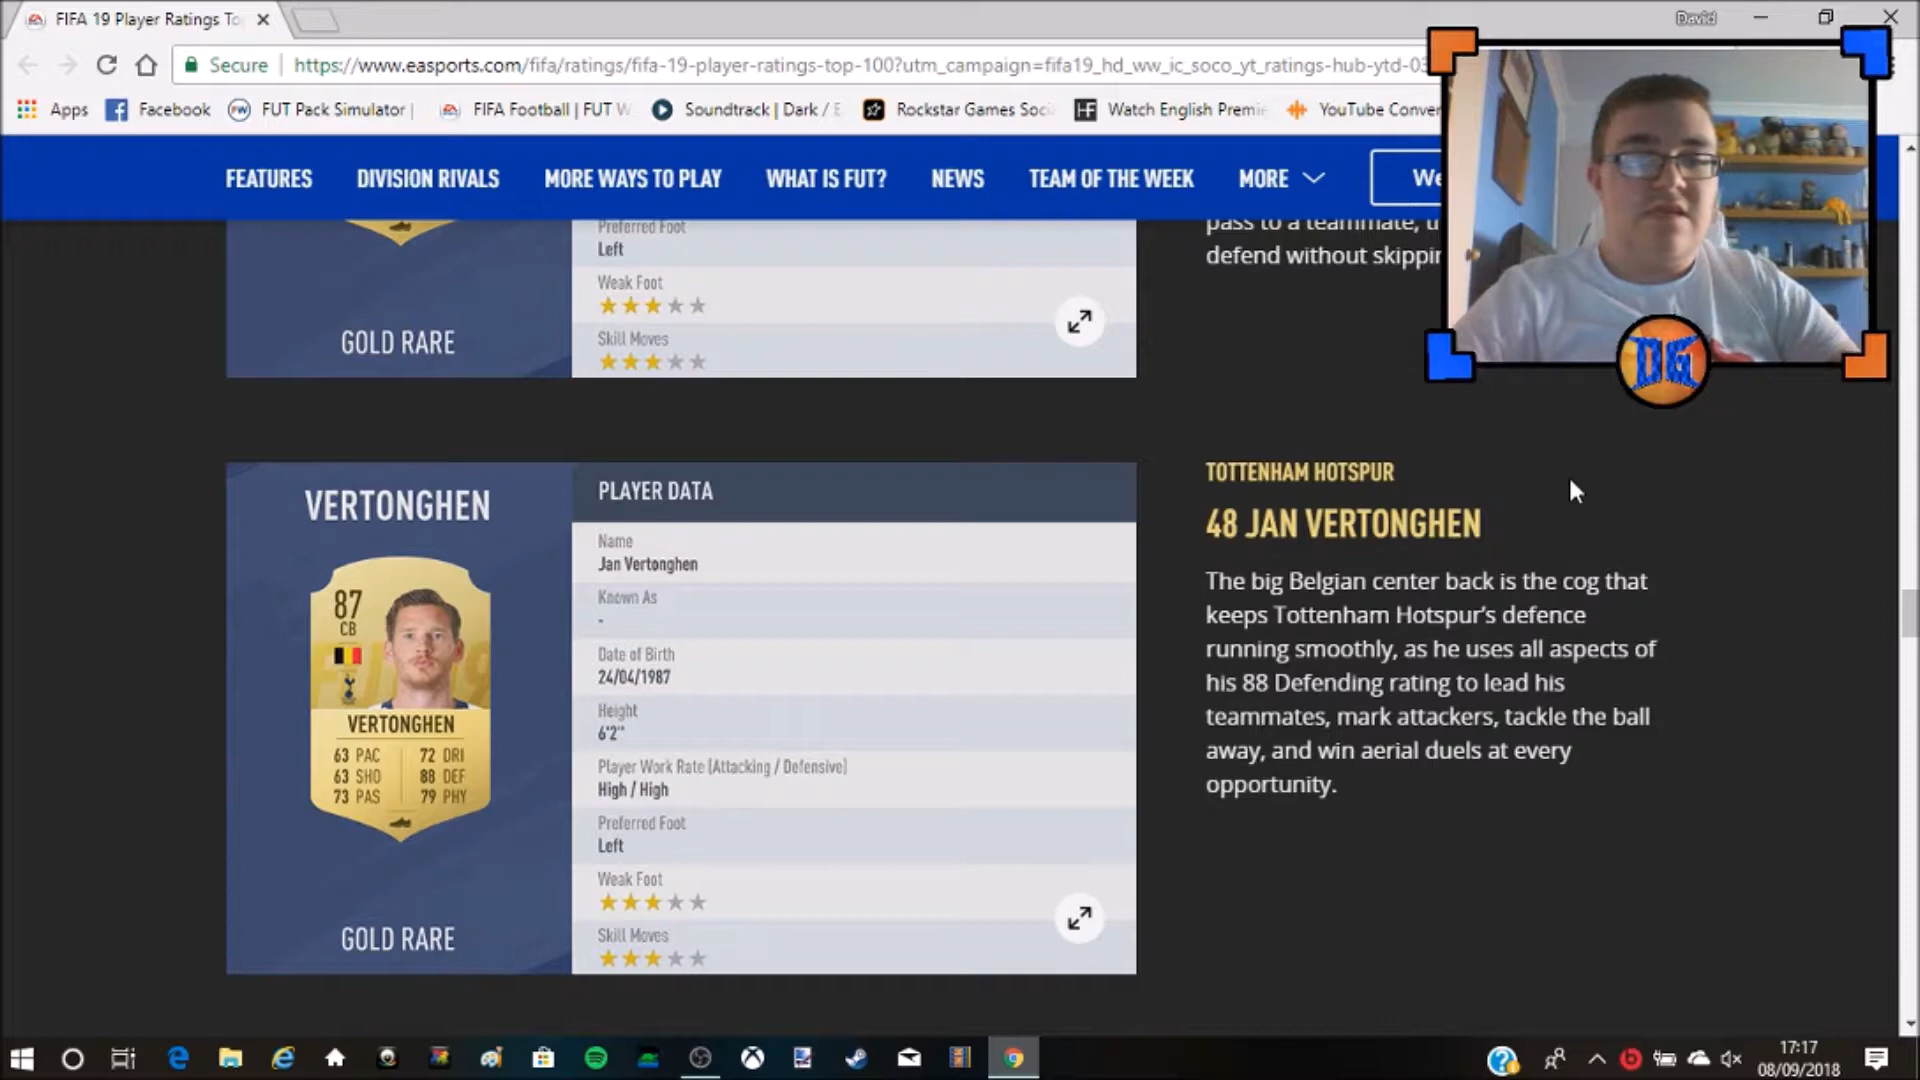 FIFA 19 Player Ratings To
David
Secure
https://www.easports.com/fifa/ratings/fifa-19-player-ratings-top-100?utm_campaign=fifa19_hd_ww_ic_soco_yt_ratings-hub-ytd-03
Apps
Facebook
FUT Pack Simulator |
FIFA Football | FUT W
Soundtrack | Dark / E
Rockstar Games Soci
Watch English Premie
YouTube Conver
FEATURES
DIVISION RIVALS
MORE WAYS TO PLAY
WHAT IS FUT?
NEWS
TEAM OF THE WEEK
MORE
We
Preferred Foot
Left
Weak Foot
Skill Moves
GOLD RARE
pass to a teammate,
defend without skippin
DG
VERTONGHEN
87
CB
VERTONGHEN
63 PAC 72 DRI
63 SHO 88 DEF
73 PAS 79 PHY
GOLD RARE
PLAYER DATA
Name
Jan Vertonghen
Known As
-
Date of Birth
24/04/1987
Height
6'2"
Player Work Rate (Attacking / Defensive)
High / High
Preferred Foot
Left
Weak Foot
Skill Moves
TOTTENHAM HOTSPUR
48 JAN VERTONGHEN
The big Belgian center back is the cog that
keeps Tottenham Hotspur's defence
running smoothly, as he uses all aspects of
his 88 Defending rating to lead his
teammates, mark attackers, tackle the ball
away, and win aerial duels at every
opportunity.
17:17
08/09/2018